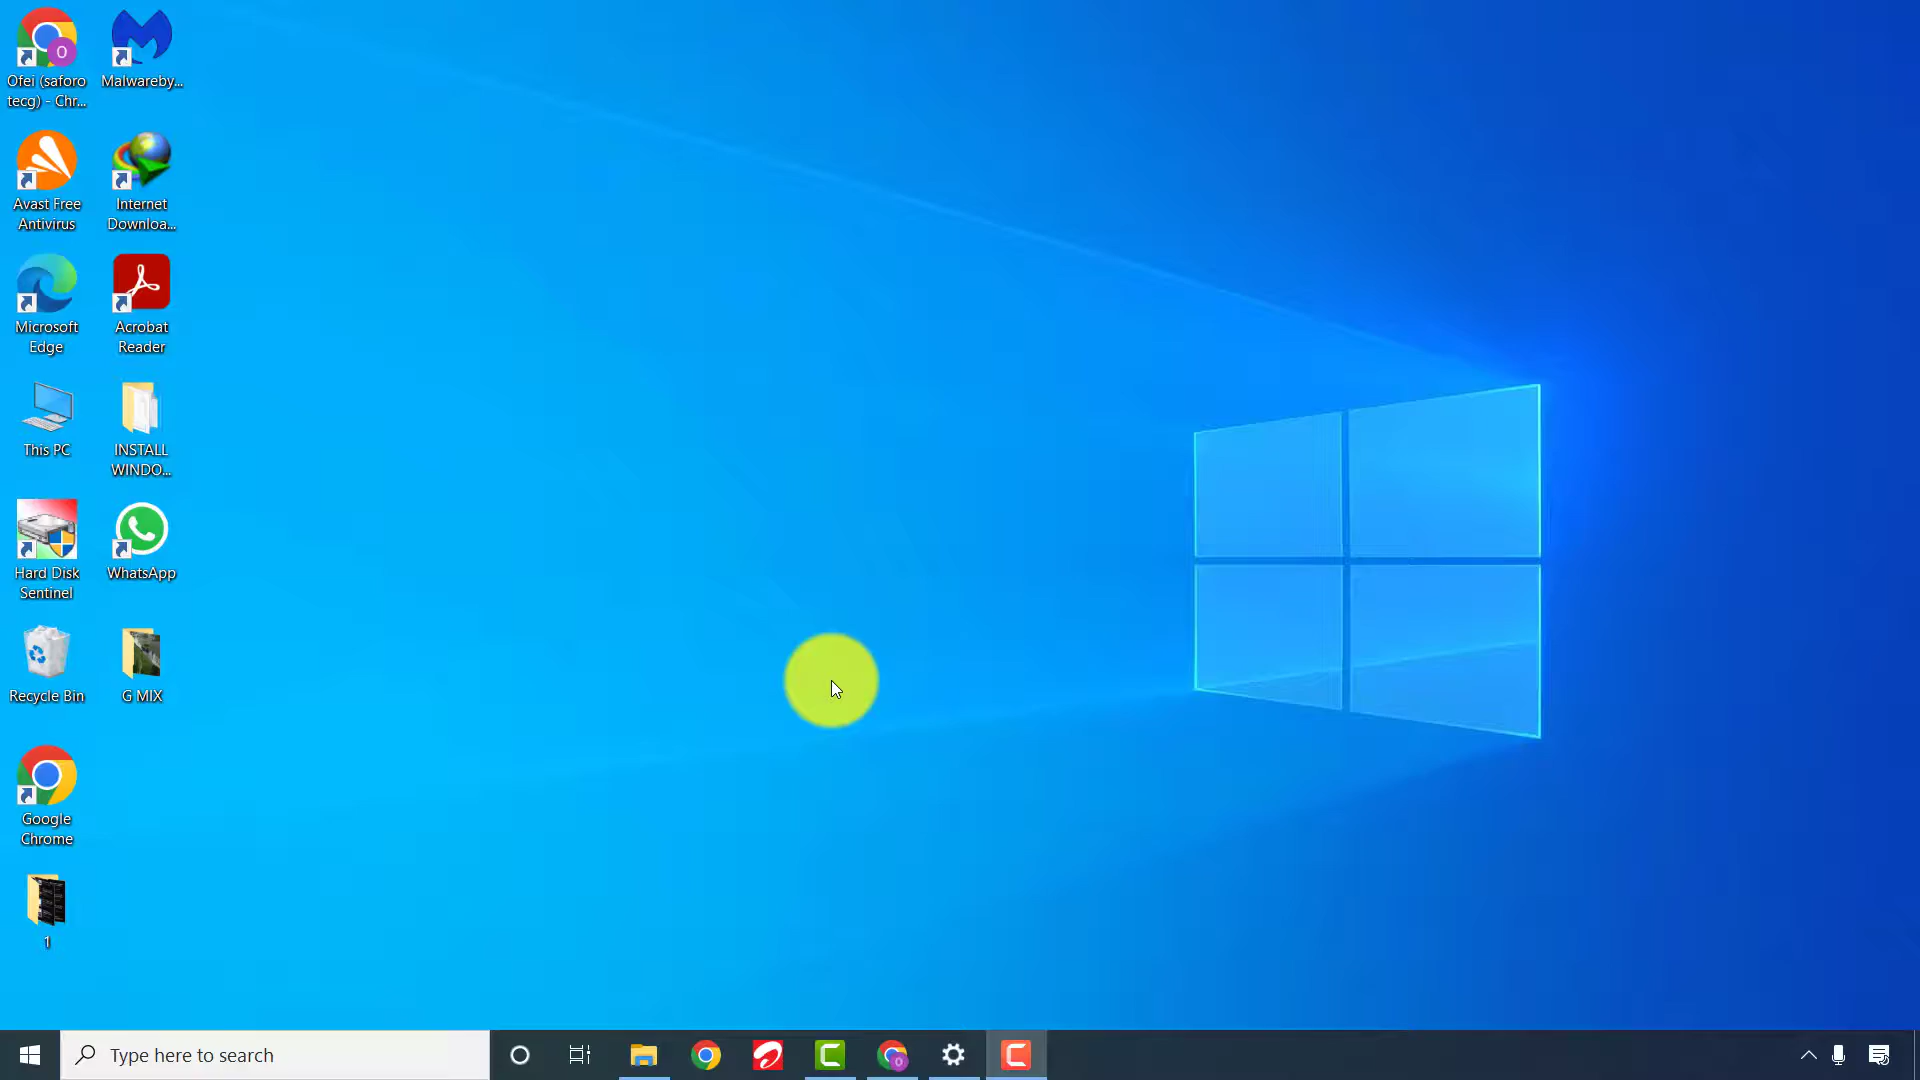 Ofei (saforo
tecg) - Chr...
Malwareby...
Avast Free
Antivirus
Internet
Downloa...
Microsoft
Edge
Acrobat
Reader
This PC
INSTALL
WINDO...
Hard Disk
Sentinel
WhatsApp
Recycle Bin
G MIX
Google
Chrome
1
Type here to search